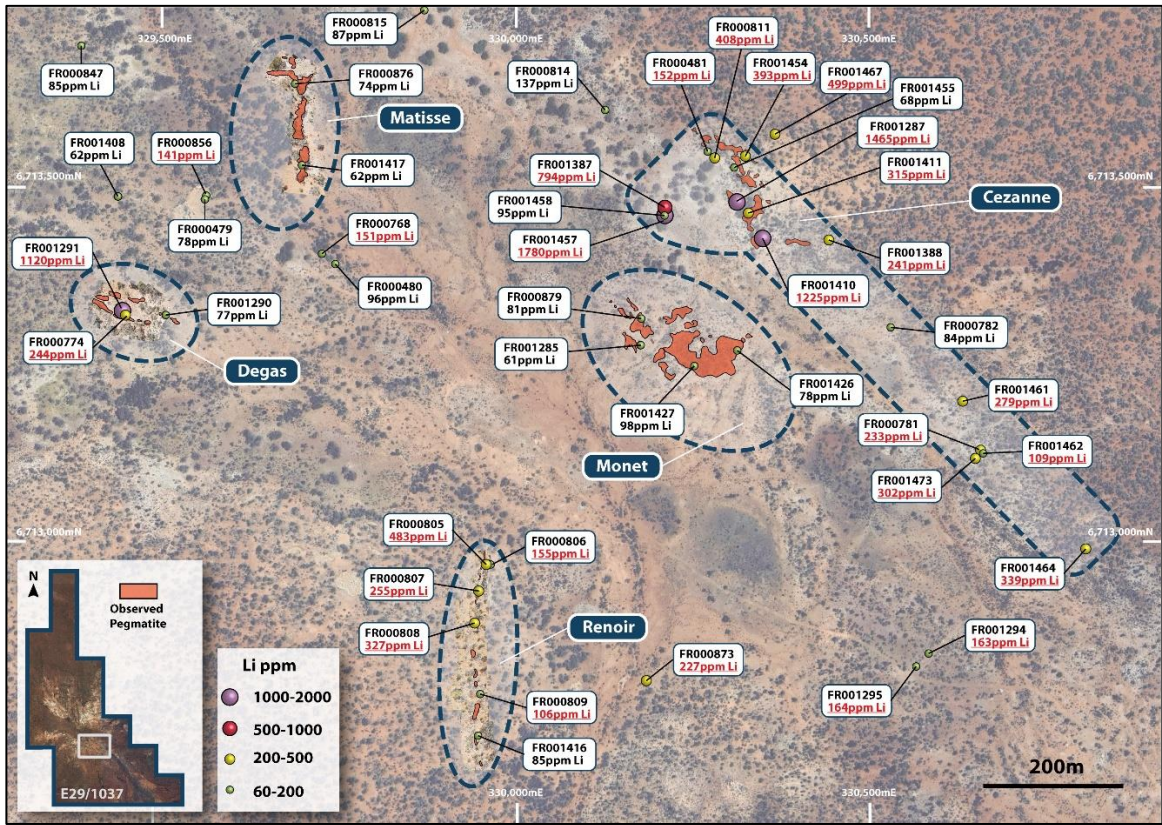 329,500mE
330,000mE
330,500mE
FR000815
87ppm Li
FR000811
408ppm Li
FR000847
85ppm Li
FR000876
74ppm Li
FR000814
137ppm Li
FR000481
152ppm Li
FR001454
393ppm Li
FR001467
499ppm Li
FR001455
68ppm Li
Matisse
FR001287
1465ppm Li
FR001408
62ppm Li
FR000856
141ppm Li
FR001417
62ppm Li
FR001387
794ppm Li
FR001411
315ppm Li
6,713,500mN
6,713,500mN
FR001458
95ppm Li
Cezanne
FR000479
78ppm Li
FR000768
151ppm Li
FR001457
1780ppm Li
FR001388
241ppm Li
FR001291
1120ppm Li
FR000480
96ppm Li
FR001410
1225ppm Li
FR001290
77ppm Li
FR000879
81ppm Li
FR000782
84ppm Li
FR000774
244ppm Li
FR001285
61ppm Li
Degas
FR001426
78ppm Li
FR001461
279ppm Li
FR001427
98ppm Li
FR000781
233ppm Li
FR001462
109ppm Li
Monet
FR001473
302ppm Li
6,713,000mN
6,713,000mN
FR000805
483ppm Li
FR000806
155ppm Li
FR001464
339ppm Li
FR000807
255ppm Li
FR000808
327ppm Li
Renoir
FR001294
163ppm Li
FR000873
227ppm Li
FR001295
164ppm Li
FR000809
106ppm Li
FR001416
85ppm Li
N
Observed
Pegmatite
E29/1037
Li ppm
1000-2000
500-1000
200-500
60-200
200m
330,000mE
330,500mE